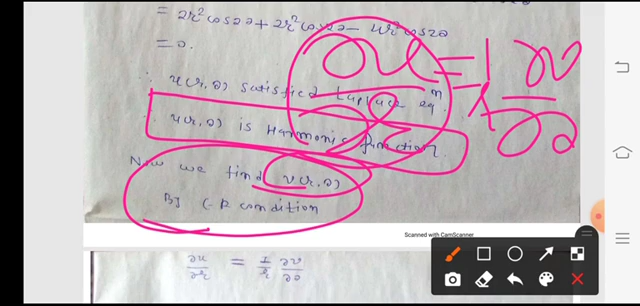 = 2r² cos2θ + 2r² cos2θ - 4r² cos2θ
= 0.
∴ u(r,θ) satisfied Laplace eqⁿ.
∂u/∂r = 1/r ∂v/∂θ
∴ u(r,θ) is Harmonic function.
Now we find v(r,θ)
By C-R condition
Scanned with CamScanner
∂u/∂r = 1/r ∂v/∂θ